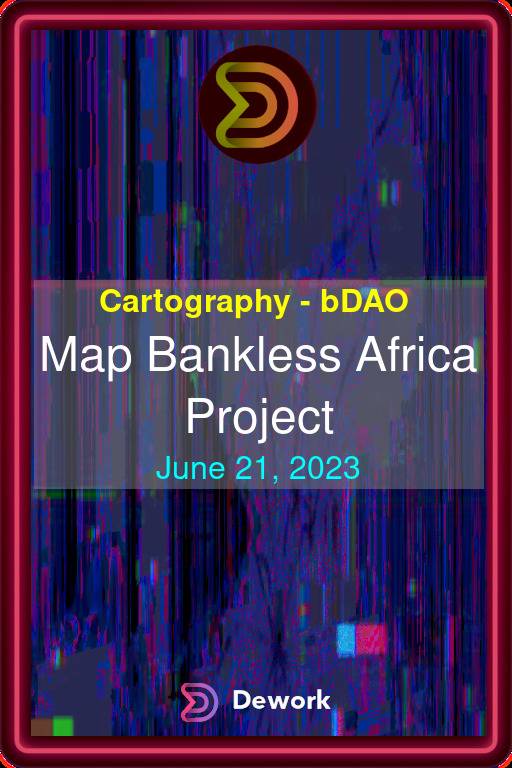 Cartography - bDAO
Map Bankless Africa
Project
June 21, 2023
Dework